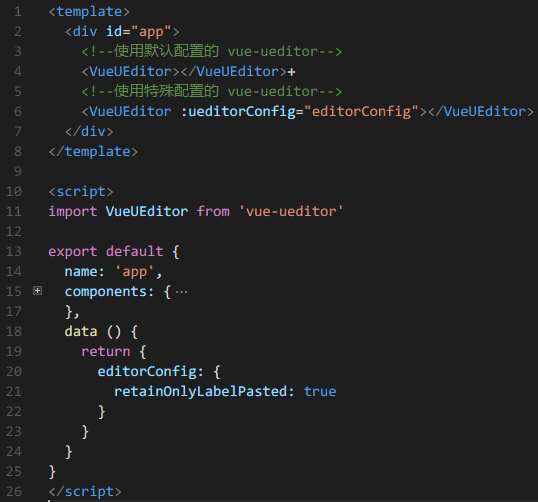 1 <template>
2   <div id="app">
3     <!--使用默认配置的 vue-ueditor-->
4     <VueUEditor></VueUEditor>+
5     <!--使用特殊配置的 vue-ueditor-->
6     <VueUEditor :ueditorConfig="editorConfig"></VueUEditor>
7   </div>
8 </template>
9
10 <script>
11 import VueUEditor from 'vue-ueditor'
12
13 export default {
14   name: 'app',
15   components: {…
17   },
18   data () {
19     return {
20       editorConfig: {
21         retainOnlyLabelPasted: true
22       }
23     }
24   }
25 }
26 </script>